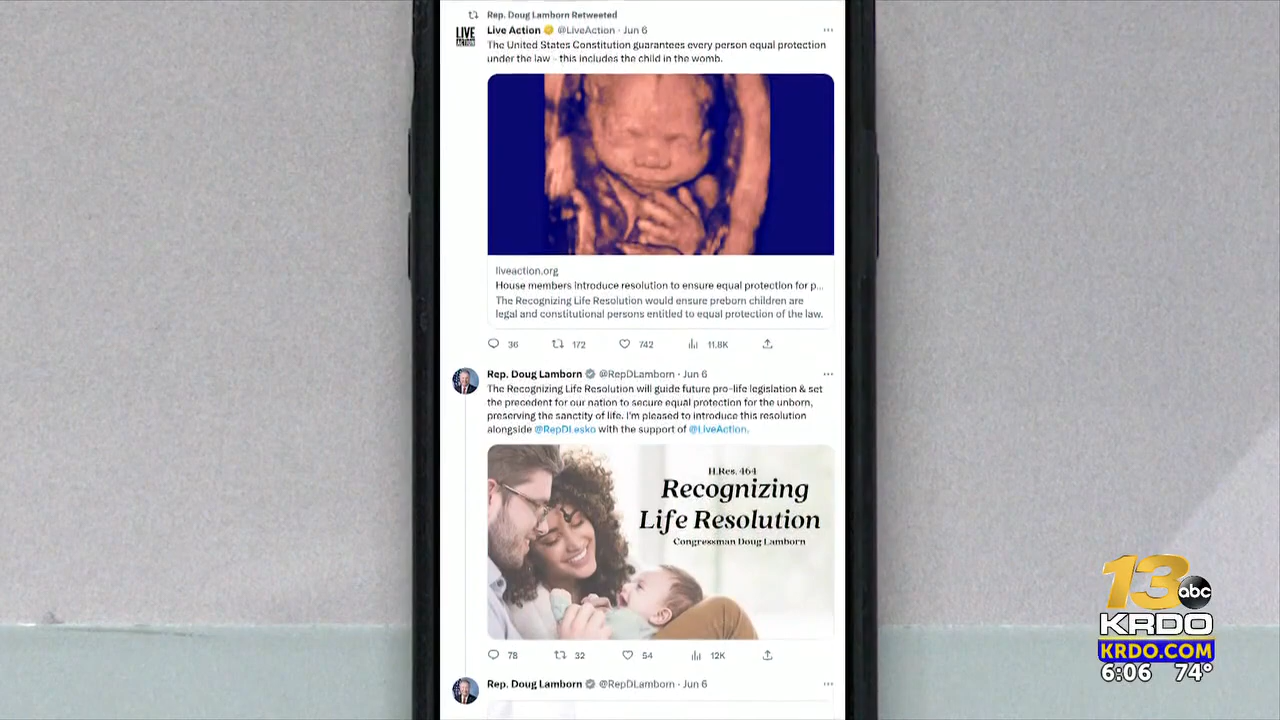 Rep. Doug Lamborn Retweeted
LIVE
ACTION
Live Action @LiveAction · Jun 6
The United States Constitution guarantees every person equal protection
under the law - this includes the child in the womb.
liveaction.org
House members introduce resolution to ensure equal protection for p...
The Recognizing Life Resolution would ensure preborn children are
legal and constitutional persons entitled to equal protection of the law.
36 172 742 11.8K
Rep. Doug Lamborn @RepDLamborn · Jun 6
The Recognizing Life Resolution will guide future pro-life legislation & set
the precedent for our nation to secure equal protection for the unborn,
preserving the sanctity of life. I'm pleased to introduce this resolution
alongside @RepDLesko with the support of @LiveAction.
H.Res. 464
Recognizing
Life Resolution
Congressman Doug Lamborn
78 32 54 12K
Rep. Doug Lamborn @RepDLamborn · Jun 6
13 abc
KRDO
KRDO.COM
6:06 74°